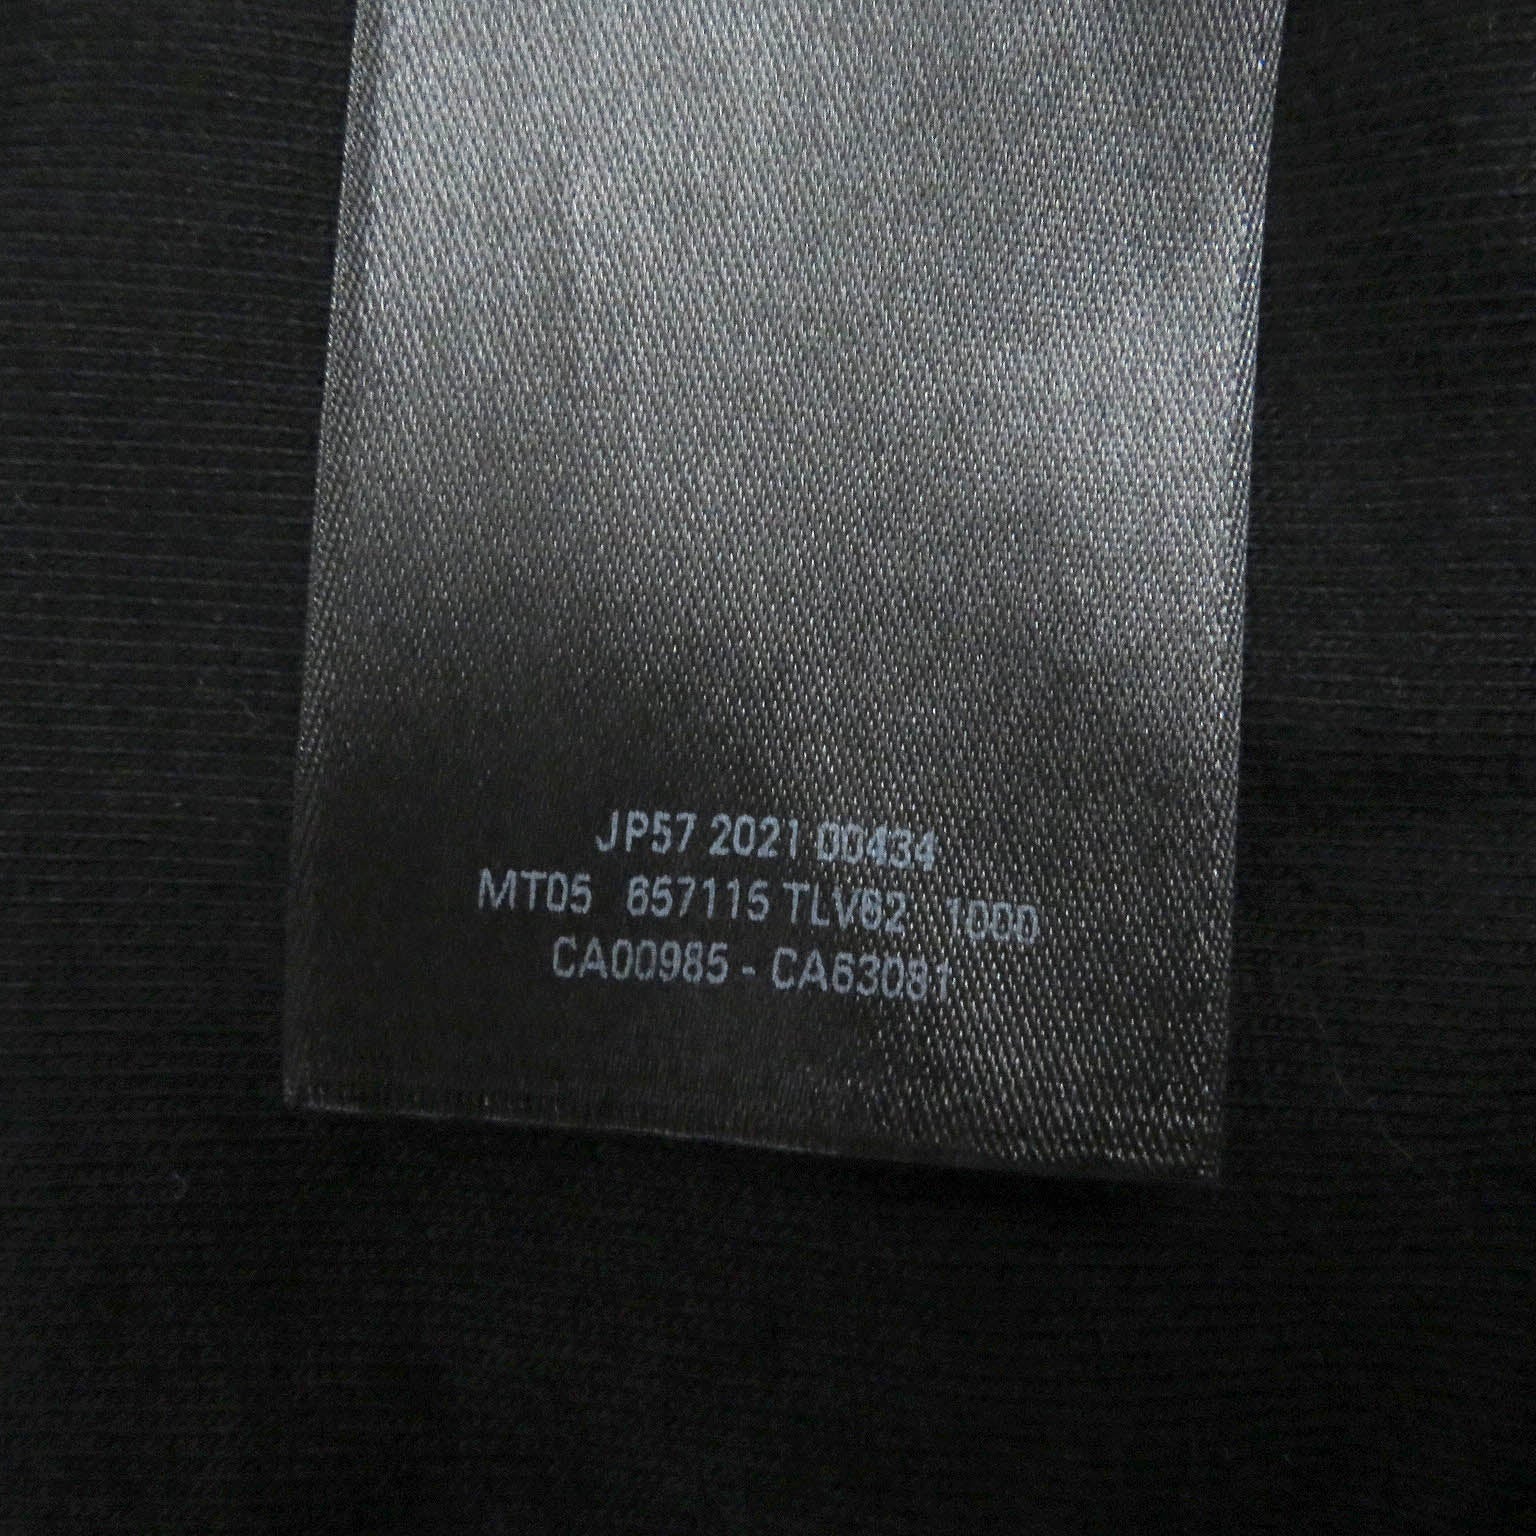 JP57 2021 00434
MT05 657115 TLV62 1000
CA00985 - CA63081